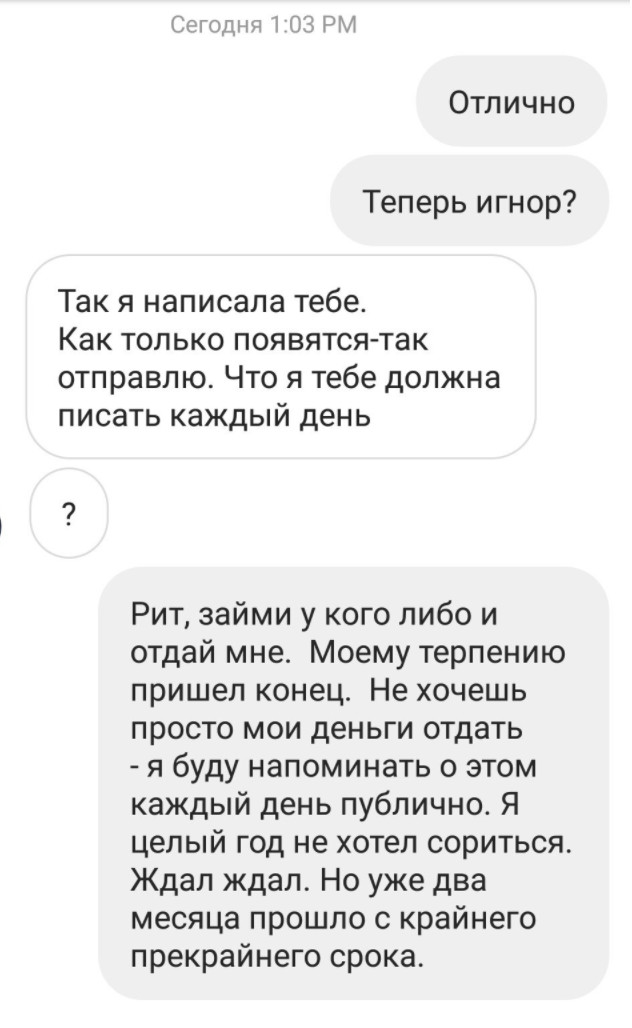 Сегодня 1:03 PM
Отлично
Теперь игнор?
Так я написала тебе.
Как только появятся-так
отправлю. Что я тебе должна
писать каждый день
?
Рит, займи у кого либо и
отдай мне.  Моему терпению
пришел конец.  Не хочешь
просто мои деньги отдать
- я буду напоминать о этом
каждый день публично. Я
целый год не хотел сориться.
Ждал ждал. Но уже два
месяца прошло с крайнего
прекрайнего срока.